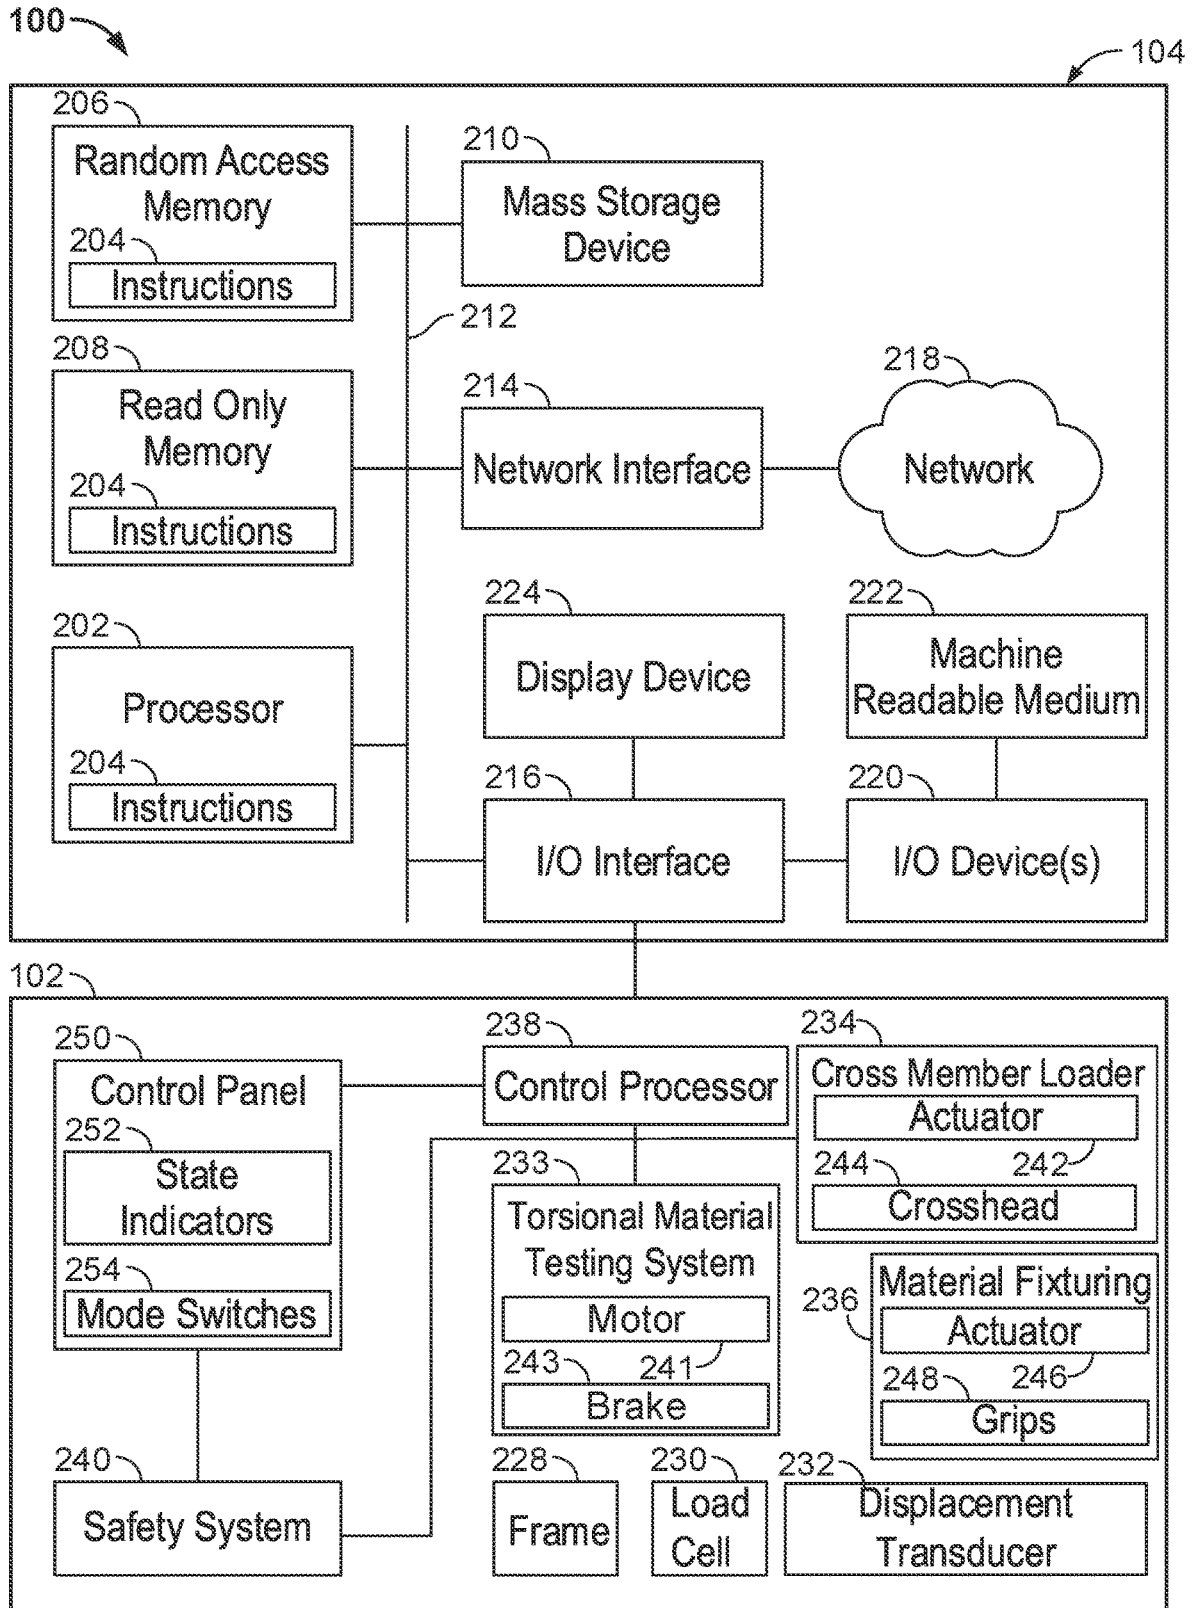 100
104
206
Random Access
Memory
204
Instructions
210
Mass Storage
Device
212
208
Read Only
Memory
204
Instructions
214
Network Interface
218
Network
202
Processor
204
Instructions
224
Display Device
222
Machine
Readable Medium
216
I/O Interface
220
I/O Device(s)
102
250
Control Panel
252
State
Indicators
254
Mode Switches
238
Control Processor
234
Cross Member Loader
Actuator
242
244
Crosshead
233
Torsional Material
Testing System
Motor
241
243
Brake
236
Material Fixturing
Actuator
246
248
Grips
240
Safety System
228
Frame
230
Load
Cell
232
Displacement
Transducer